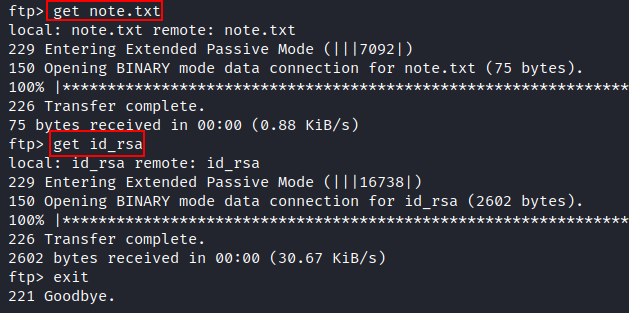 ftp> get note.txt
local: note.txt remote: note.txt
229 Entering Extended Passive Mode (|||7092|)
150 Opening BINARY mode data connection for note.txt (75 bytes).
100% |****************************************************************
226 Transfer complete.
75 bytes received in 00:00 (0.88 KiB/s)
ftp> get id_rsa
local: id_rsa remote: id_rsa
229 Entering Extended Passive Mode (|||16738|)
150 Opening BINARY mode data connection for id_rsa (2602 bytes).
100% |****************************************************************
226 Transfer complete.
2602 bytes received in 00:00 (30.67 KiB/s)
ftp> exit
221 Goodbye.